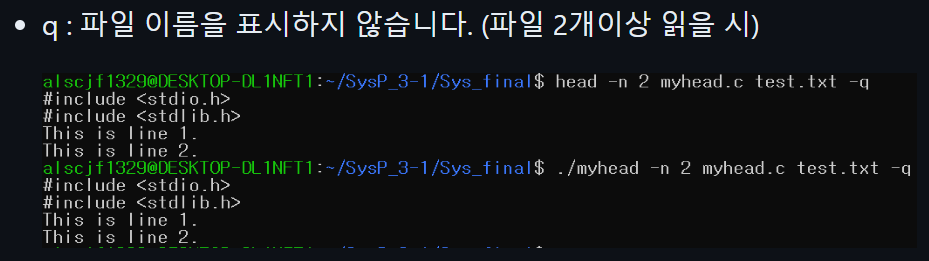 • q : 파일 이름을 표시하지 않습니다. (파일 2개이상 읽을 시)
alscjf1329@DESKTOP-DL1NFT1:~/SysP_3-1/Sys_final$ head -n 2 myhead.c test.txt -q
#include <stdio.h>
#include <stdlib.h>
This is line 1.
This is line 2.
alscjf1329@DESKTOP-DL1NFT1:~/SysP_3-1/Sys_final$ ./myhead -n 2 myhead.c test.txt -q
#include <stdio.h>
#include <stdlib.h>
This is line 1.
This is line 2.